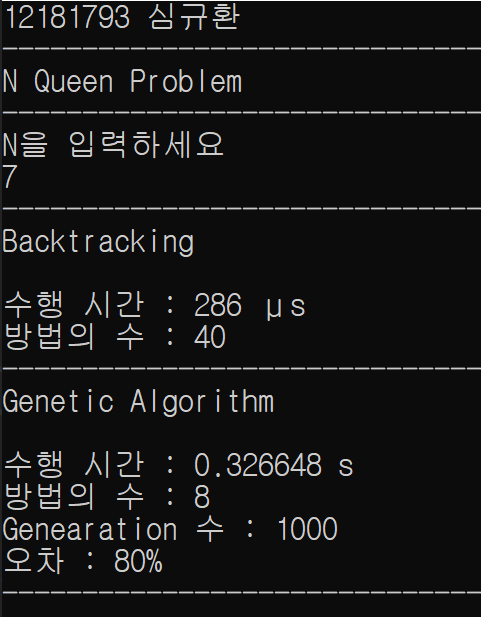 12181793 심규환
N Queen Problem
N을 입력하세요
7
Backtracking
수행 시간 : 286 µs
방법의 수 : 40
Genetic Algorithm
수행 시간 : 0.326648 s
방법의 수 : 8
Genearation 수 : 1000
오차 : 80%